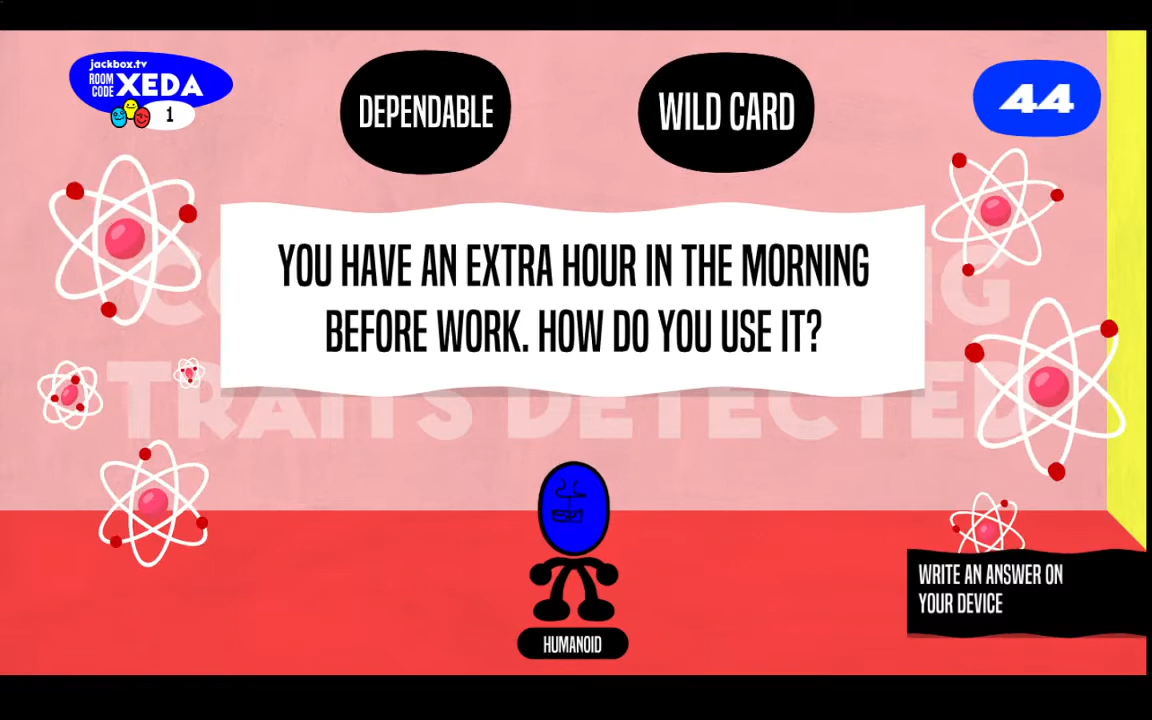 jackbox.tv
ROOM
CODE
XEDA
1
DEPENDABLE
WILD CARD
44
YOU HAVE AN EXTRA HOUR IN THE MORNING
BEFORE WORK. HOW DO YOU USE IT?
TRAITS DETECTED
WRITE AN ANSWER ON
YOUR DEVICE
HUMANOID